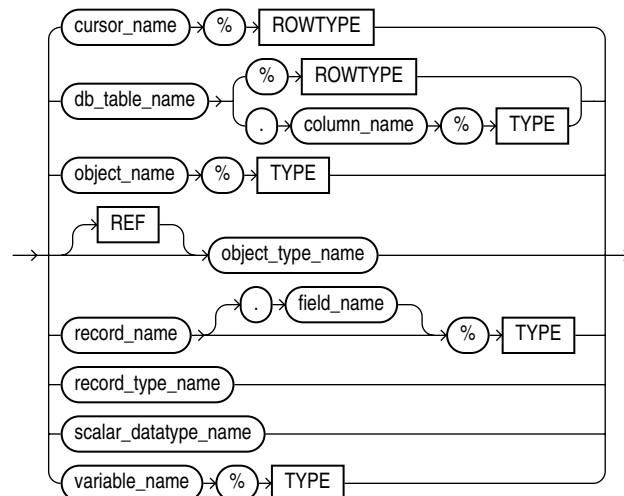 cursor_name % ROWTYPE
% ROWTYPE
db_table_name
. column_name % TYPE
object_name % TYPE
REF
object_type_name
. field_name
record_name % TYPE
record_type_name
scalar_datatype_name
variable_name % TYPE